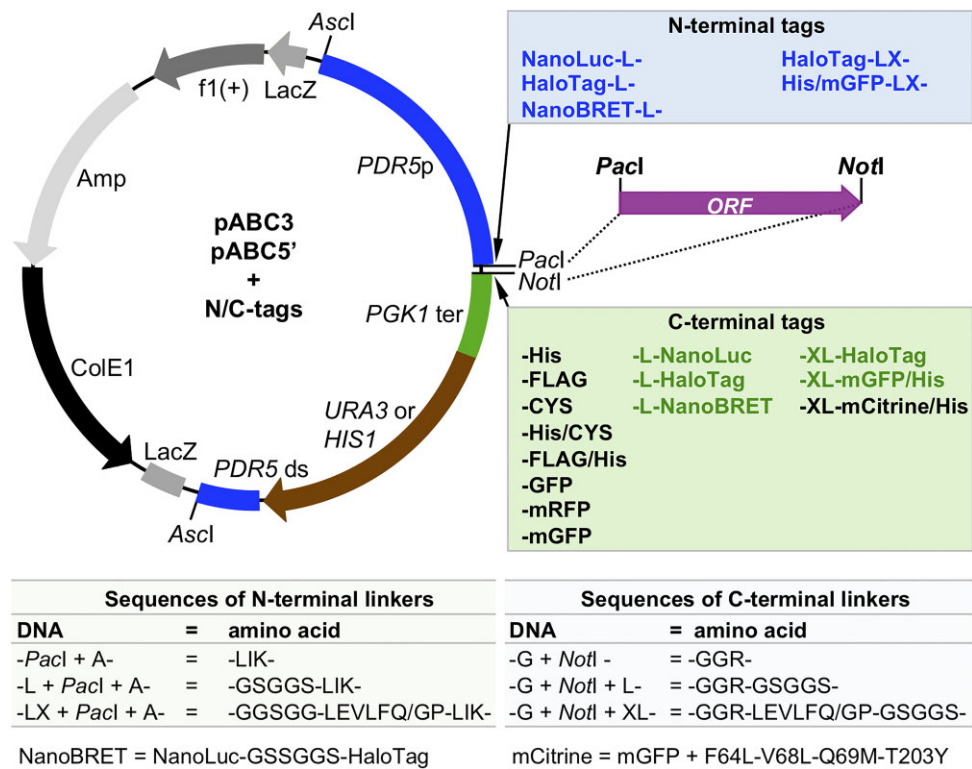 AscI
f1(+)
LacZ
Amp
PDR5p
pABC3
pABC5'
+
N/C-tags
PacI
NotI
PGK1 ter
ColE1
URA3 or
HIS1
LacZ
PDR5 ds
AscI
N-terminal tags
NanoLuc-L- HaloTag-LX-
HaloTag-L- His/mGFP-LX-
NanoBRET-L-
PacI NotI
ORF
C-terminal tags
-His -L-NanoLuc -XL-HaloTag
-FLAG -L-HaloTag -XL-mGFP/His
-CYS -L-NanoBRET -XL-mCitrine/His
-His/CYS
-FLAG/His
-GFP
-mRFP
-mGFP
Sequences of N-terminal linkers
DNA = amino acid
-PacI + A- = -LIK-
-L + PacI + A- = -GSGGS-LIK-
-LX + PacI + A- = -GGSGG-LEVLFQ/GP-LIK-
NanoBRET = NanoLuc-GSSGGS-HaloTag
Sequences of C-terminal linkers
DNA = amino acid
-G + NotI - = -GGR-
-G + NotI + L- = -GGR-GSGGS-
-G + NotI + XL- = -GGR-LEVLFQ/GP-GSGGS-
mCitrine = mGFP + F64L-V68L-Q69M-T203Y